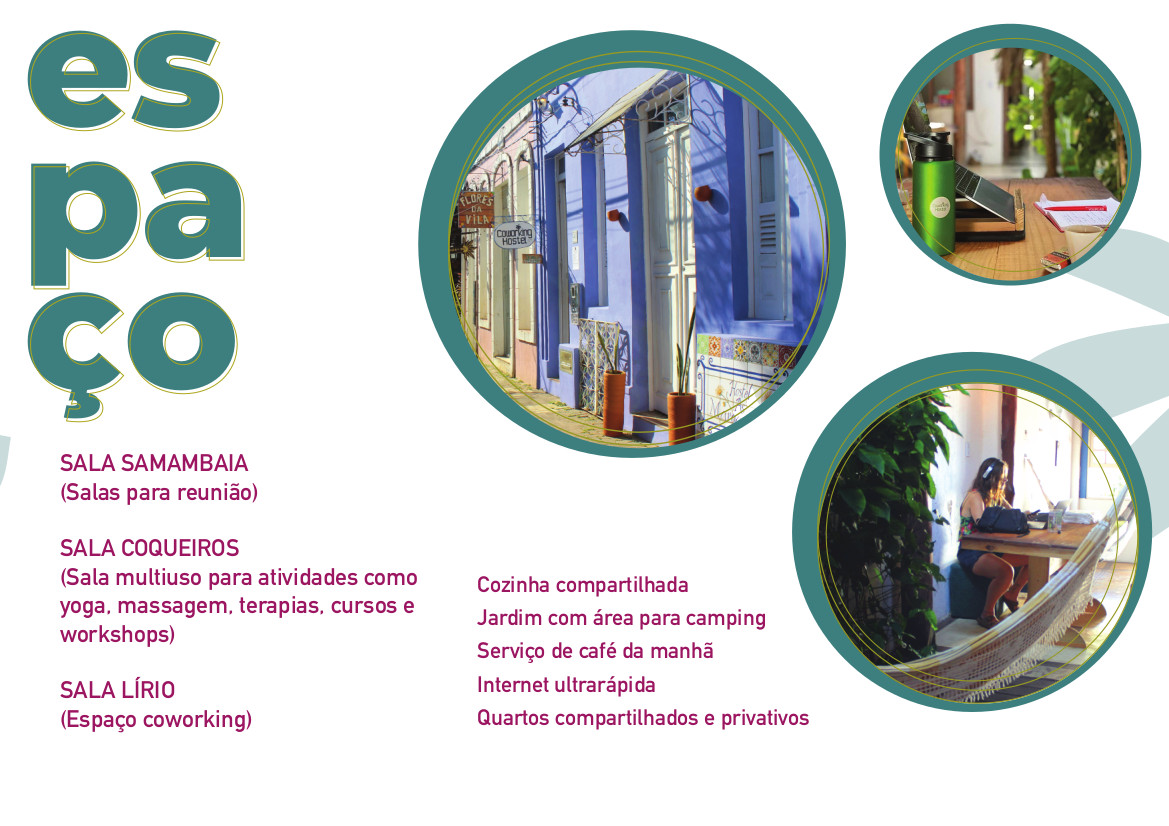 es
pa
ço
SALA SAMAMBAIA
(Salas para reunião)
SALA COQUEIROS
(Sala multiuso para atividades como
yoga, massagem, terapias, cursos e
workshops)
SALA LÍRIO
(Espaço coworking)
Cozinha compartilhada
Jardim com área para camping
Serviço de café da manhã
Internet ultrarápida
Quartos compartilhados e privativos
FLORES
DA
VILA
Coworking
Hostel
Hostel